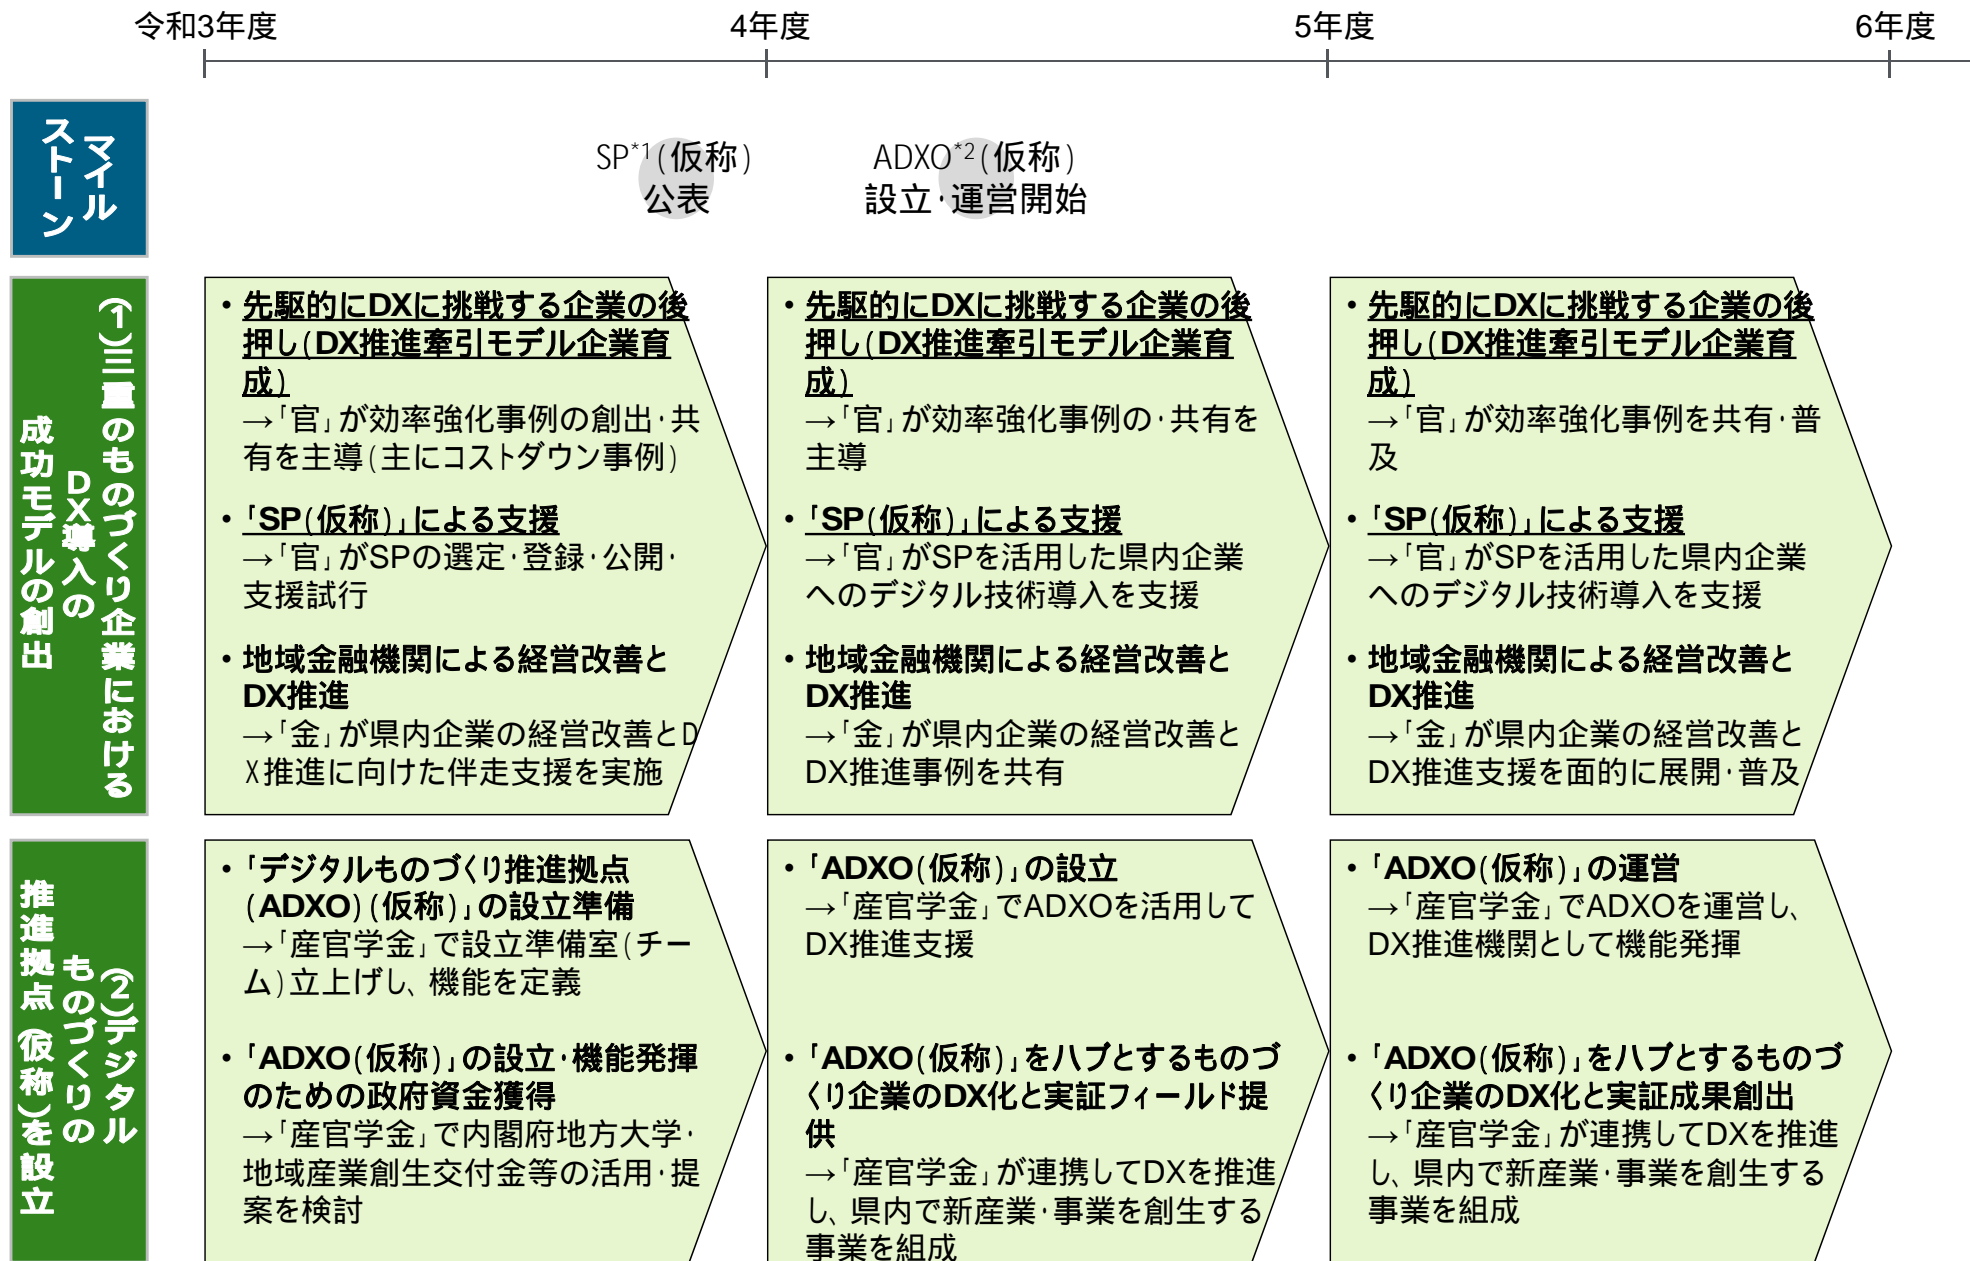 令和3年度
4年度
5年度
6年度
マイル
ストーン
SP*1(仮称)
公表
ADXO*2(仮称)
設立･運営開始
(1)三重のものづくり企業における
DX導入の
成功モデルの創出
・先駆的にDXに挑戦する企業の後
押し(DX推進牽引モデル企業育
成)
→｢官｣が効率強化事例の創出･共
有を主導(主にコストダウン事例)
・｢SP(仮称)｣による支援
→｢官｣がSPの選定･登録･公開･
支援試行
・地域金融機関による経営改善と
DX推進
→｢金｣が県内企業の経営改善とD
X推進に向けた伴走支援を実施
・先駆的にDXに挑戦する企業の後
押し(DX推進牽引モデル企業育
成)
→｢官｣が効率強化事例の･共有を
主導
・｢SP(仮称)｣による支援
→｢官｣がSPを活用した県内企業
へのデジタル技術導入を支援
・地域金融機関による経営改善と
DX推進
→｢金｣が県内企業の経営改善と
DX推進事例を共有
・先駆的にDXに挑戦する企業の後
押し(DX推進牽引モデル企業育
成)
→｢官｣が効率強化事例を共有･普
及
・｢SP(仮称)｣による支援
→｢官｣がSPを活用した県内企業
へのデジタル技術導入を支援
・地域金融機関による経営改善と
DX推進
→｢金｣が県内企業の経営改善と
DX推進支援を面的に展開･普及
(2)デジタル
ものづくりの
推進拠点(仮称)を設立
・｢デジタルものづくり推進拠点
(ADXO)(仮称)｣の設立準備
→｢産官学金｣で設立準備室(チー
ム)立上げし、機能を定義
・｢ADXO(仮称)｣の設立･機能発揮
のための政府資金獲得
→｢産官学金｣で内閣府地方大学･
地域産業創生交付金等の活用･提
案を検討
・｢ADXO(仮称)｣の設立
→｢産官学金｣でADXOを活用して
DX推進支援
・｢ADXO(仮称)｣をハブとするものづ
くり企業のDX化と実証フィールド提
供
→｢産官学金｣が連携してDXを推進
し、県内で新産業･事業を創生する
事業を組成
・｢ADXO(仮称)｣の運営
→｢産官学金｣でADXOを運営し、
DX推進機関として機能発揮
・｢ADXO(仮称)｣をハブとするものづ
くり企業のDX化と実証成果創出
→｢産官学金｣が連携してDXを推進
し、県内で新産業･事業を創生する
事業を組成